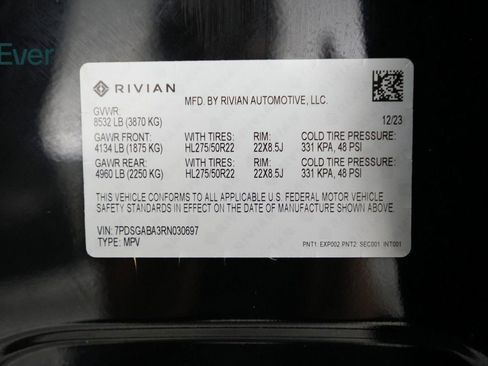 Ever
RIVIAN
MFD. BY RIVIAN AUTOMOTIVE, LLC.
GVWR:
8532 LB (3870 KG) 12/23
GAWR FRONT: WITH TIRES: RIM: COLD TIRE PRESSURE:
4134 LB (1875 KG) HL275/50R22 22X8.5J 331 KPA, 48 PSI
GAWR REAR: WITH TIRES: RIM: COLD TIRE PRESSURE:
4960 LB (2250 KG) HL275/50R22 22X8.5J 331 KPA, 48 PSI
THIS VEHICLE CONFORMS TO ALL APPLICABLE U.S. FEDERAL MOTOR VEHICLE
SAFETY STANDARDS IN EFFECT ON THE DATE OF MANUFACTURE SHOWN ABOVE.
VIN: 7PDSGABA3RN030697
TYPE: MPV
PNT1: EXP002 PNT2: SEC001 INT001